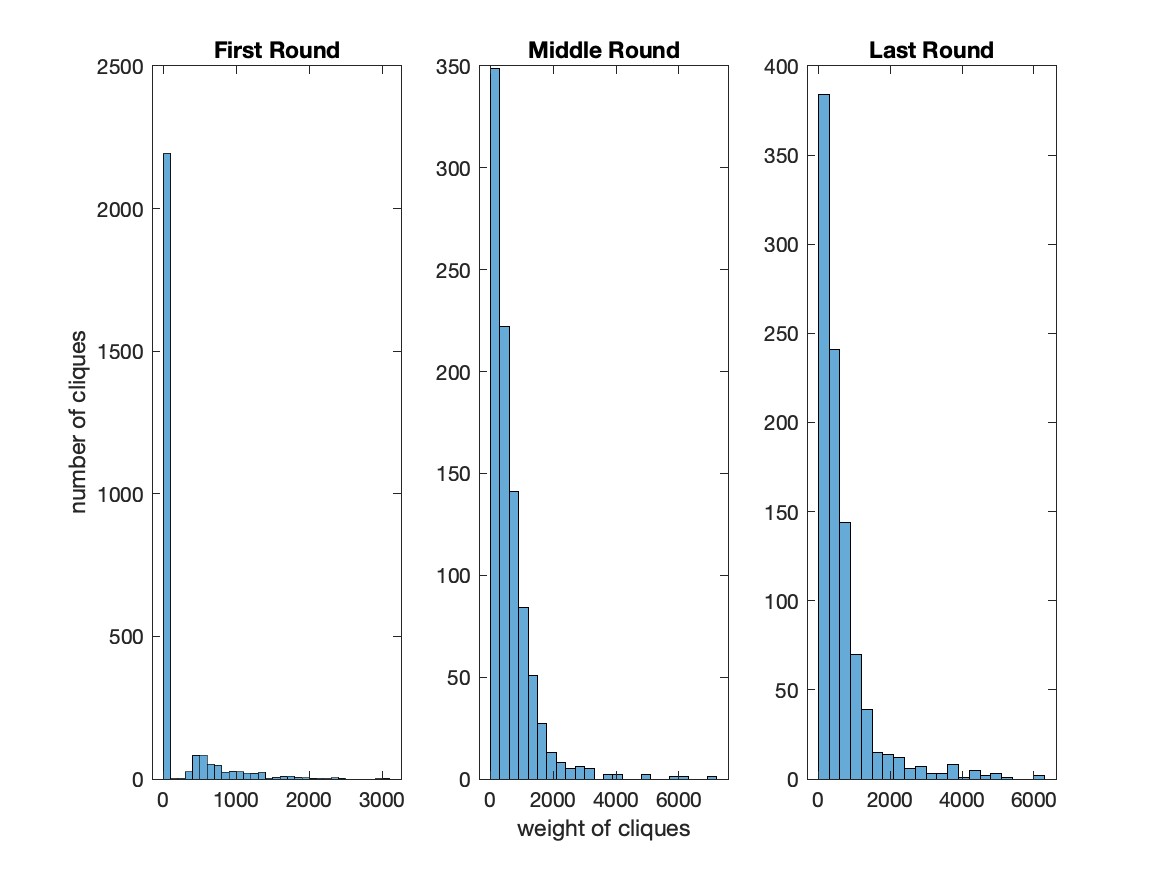 First Round
Middle Round
Last Round
number of cliques
2500
2000
1500
1000
500
0
0 1000 2000 3000
350
300
250
200
150
100
50
0
0 2000 4000 6000
400
350
300
250
200
150
100
50
0
0 2000 4000 6000
weight of cliques